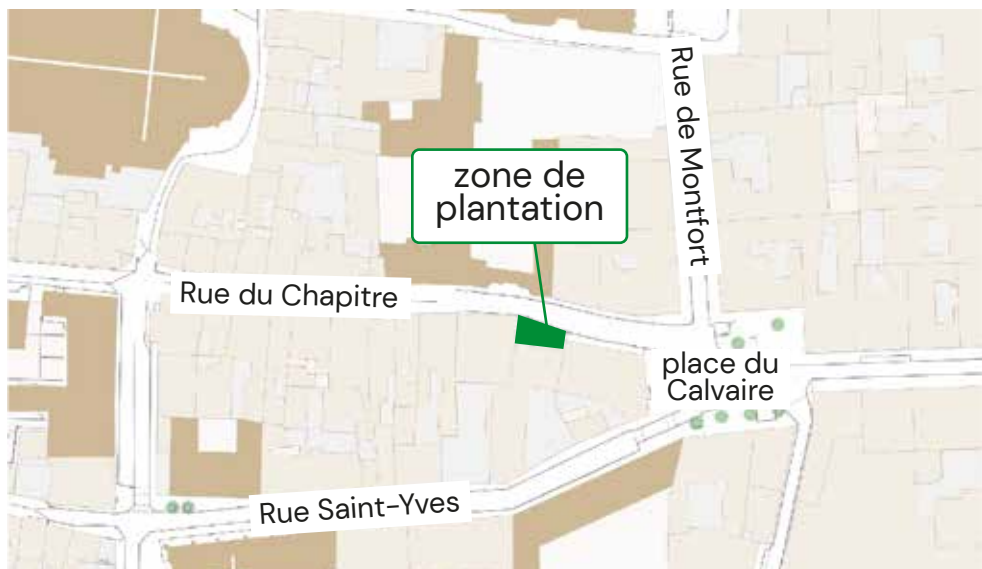 Rue de Montfort
zone de
plantation
Rue du Chapitre
place du
Calvaire
Rue Saint-Yves